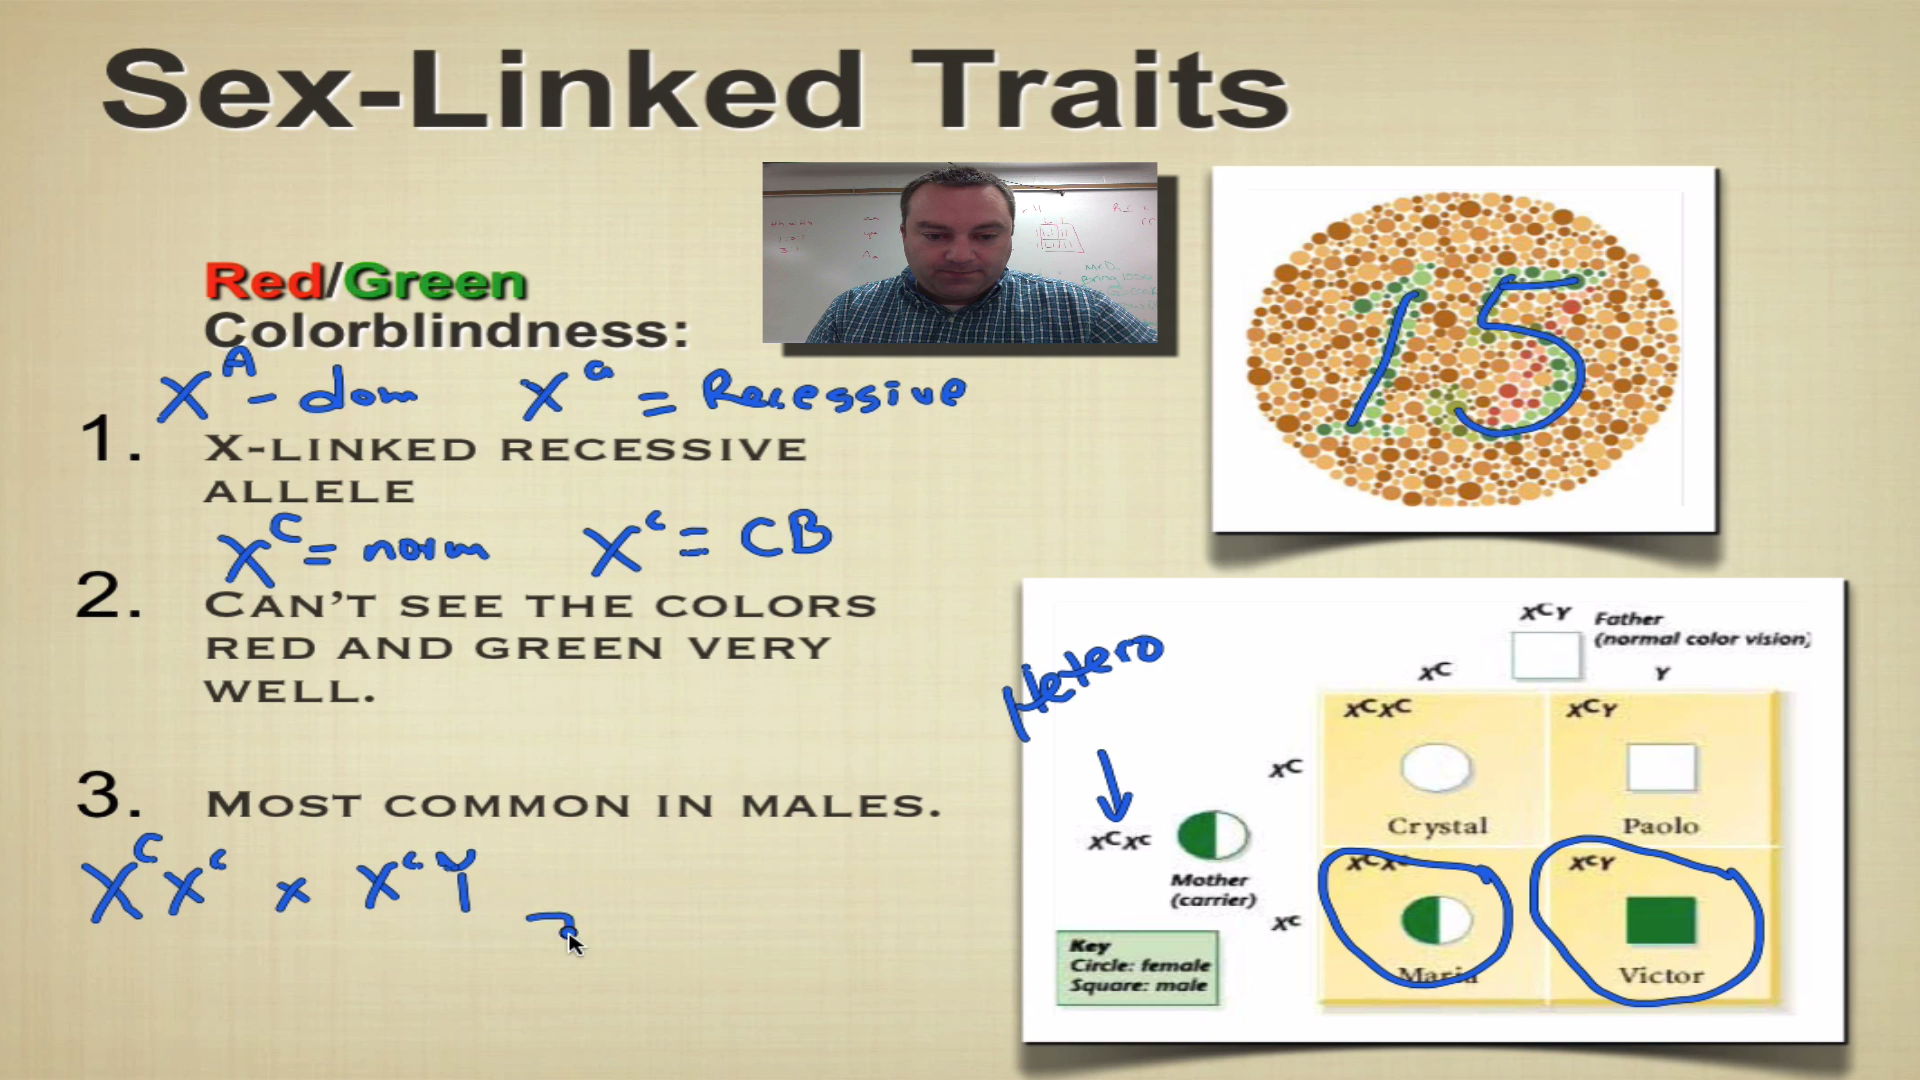 Sex-Linked Traits
Red/Green
Colorblindness:
X^A - dom X^a = Recessive
1. X-LINKED RECESSIVE
ALLELE
X^C = norm X^c = CB
2. CAN'T SEE THE COLORS
RED AND GREEN VERY
WELL.
3. MOST COMMON IN MALES.
X^C X^c x X^c Y
15
X^C Y Father
(normal color vision)
X^C Y
Hetero
X^C X^C X^C Y
X^C
Crystal Paolo
X^C X^c
Mother
(carrier)
X^C X^c X^c Y
X^c
Maria Victor
Key
Circle: female
Square: male